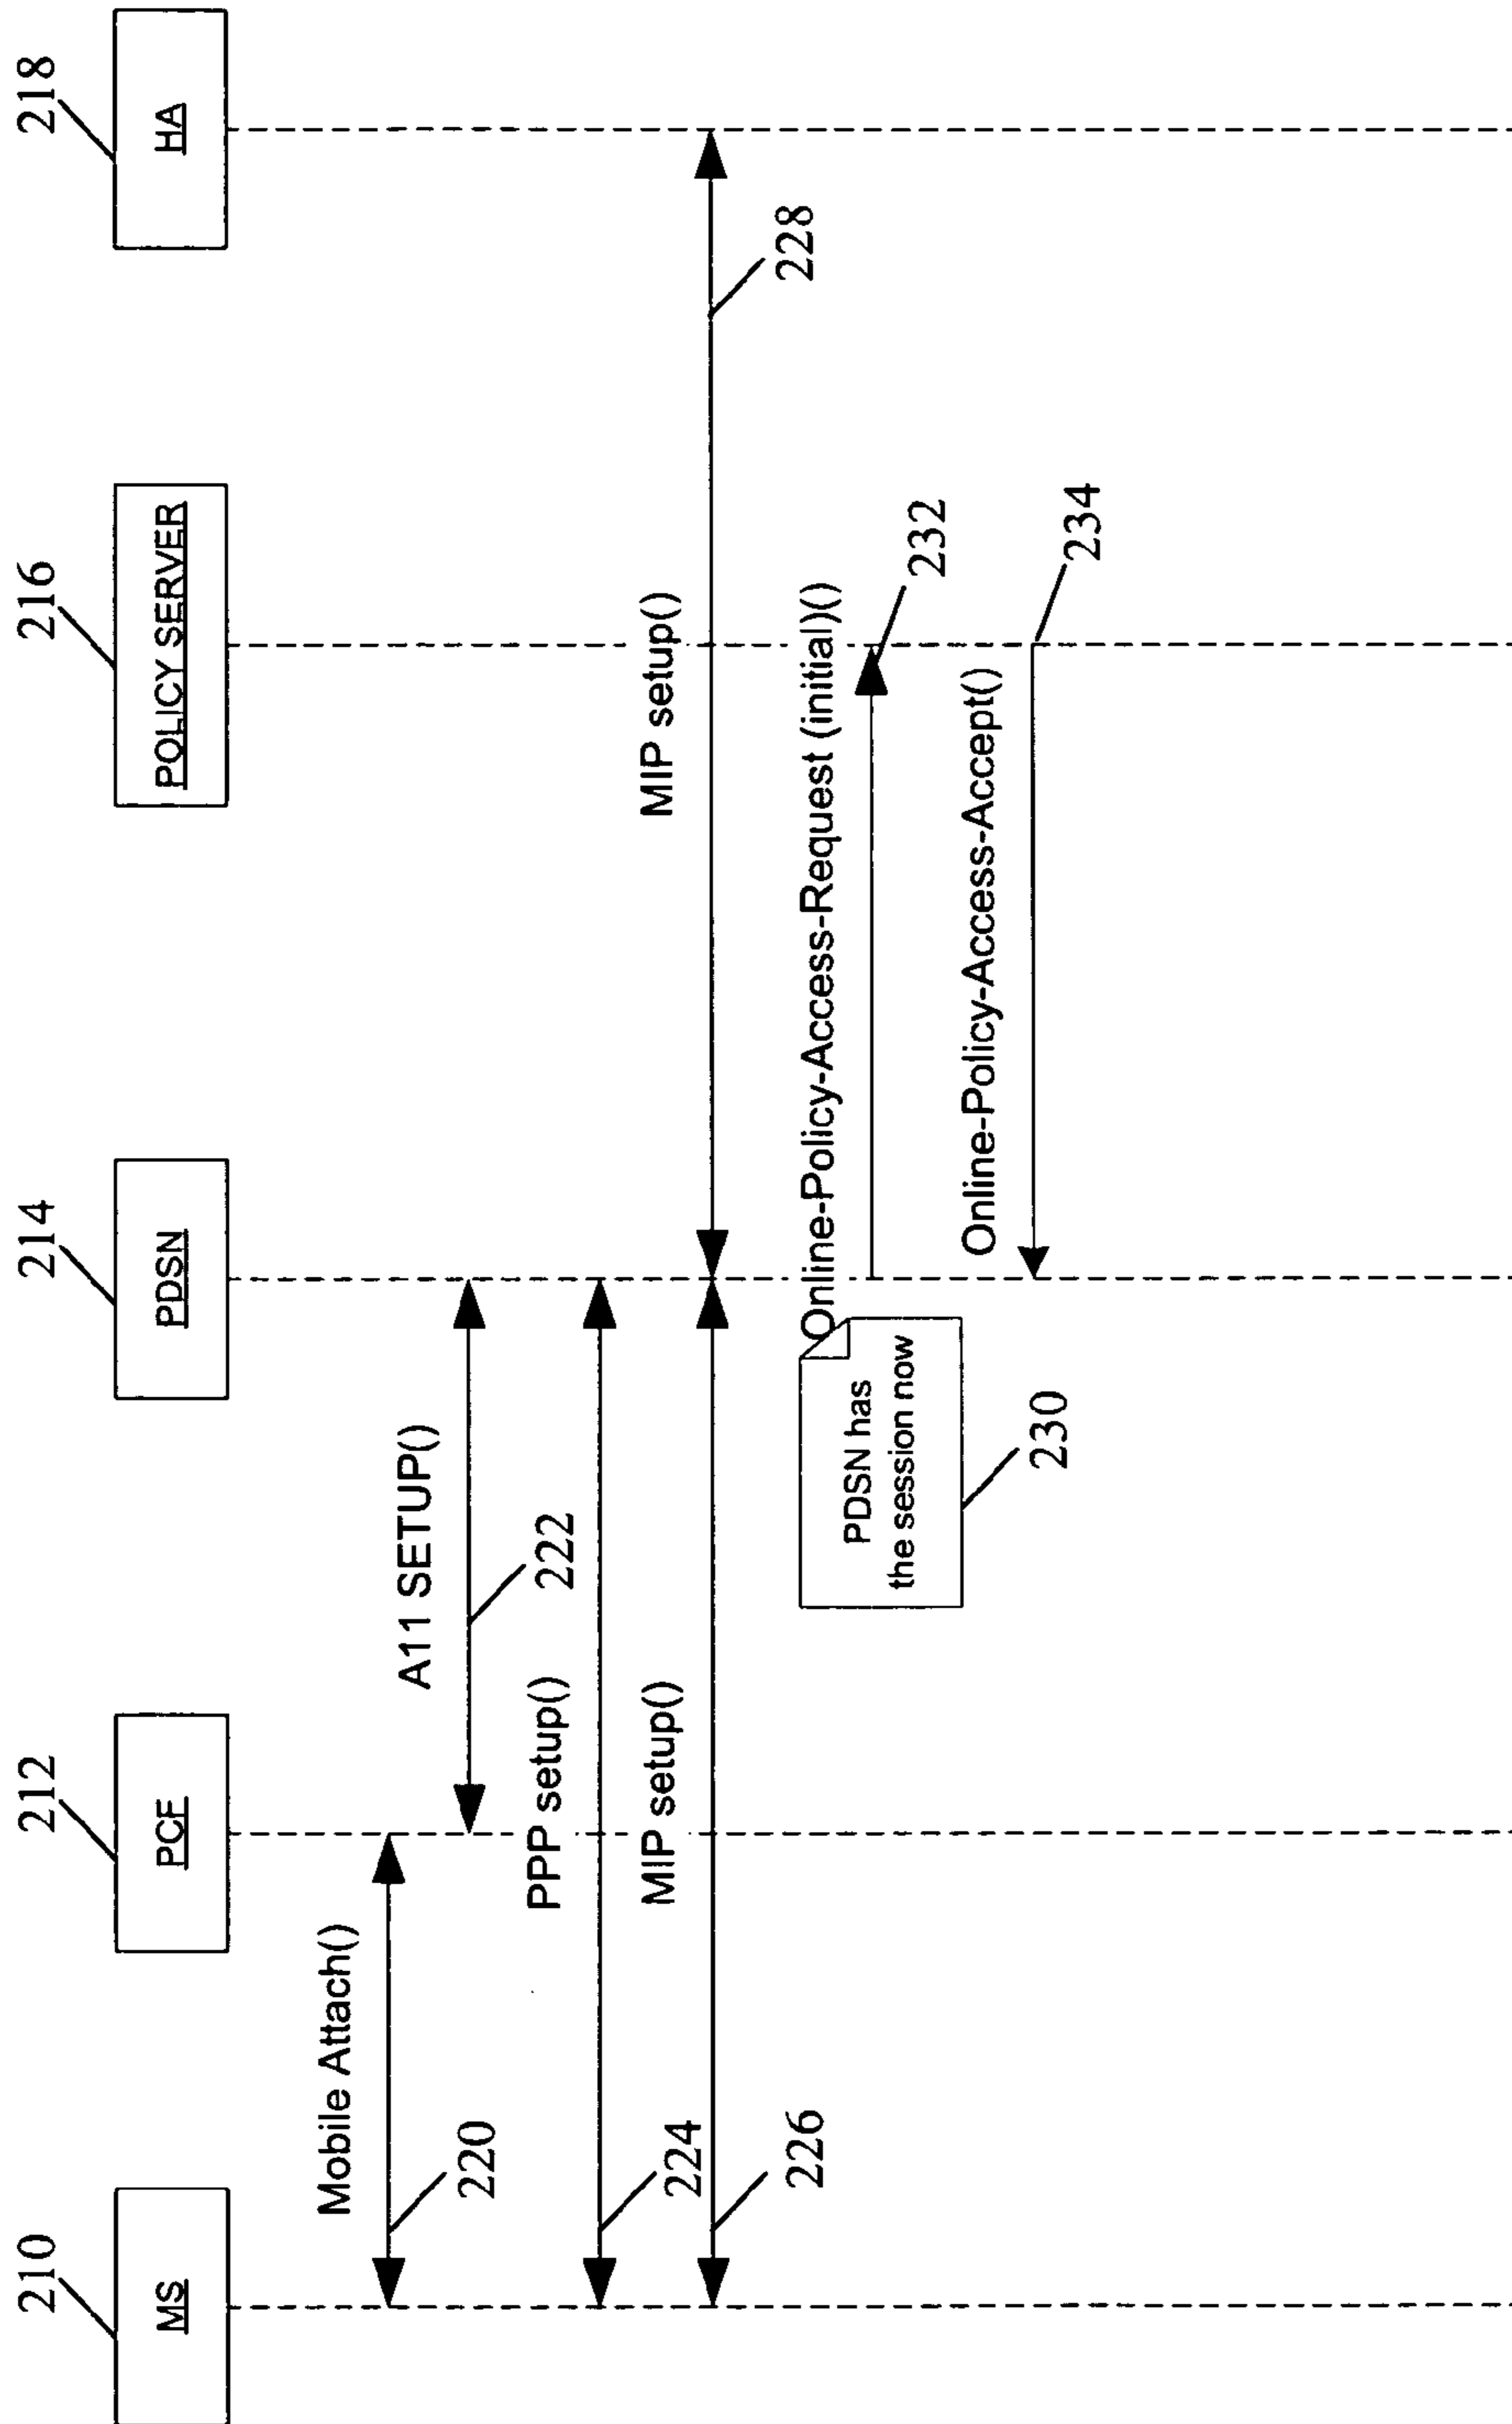 210
MS
212
PCF
214
PDSN
216
POLICY SERVER
218
HA
Mobile Attach()
220
A11 SETUP()
222
PPP setup()
224
MIP setup()
226
MIP setup()
228
PDSN has
the session now
230
Online-Policy-Access-Request (initial)()
232
Online-Policy-Access-Accept()
234